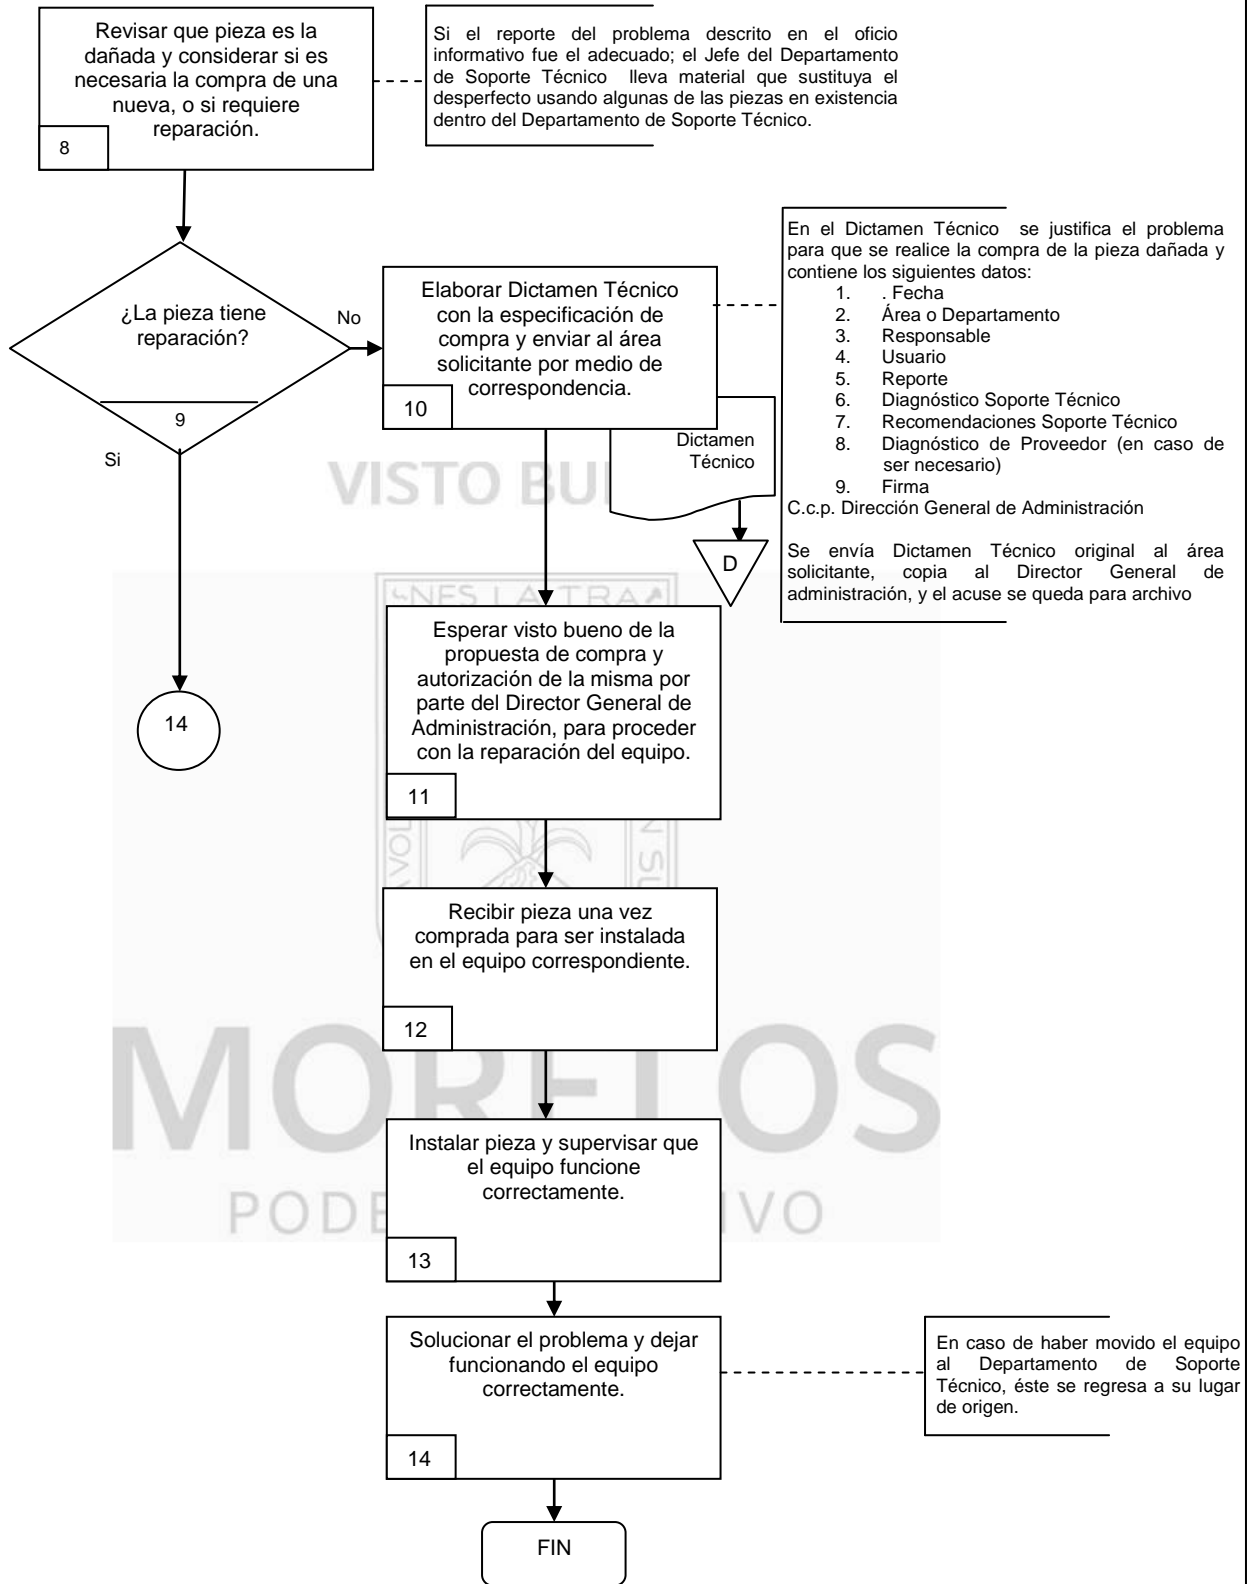 Revisar que pieza es la
dañada y considerar si es
necesaria la compra de una
nueva, o si requiere
reparación.
8
Si el reporte del problema descrito en el oficio
informativo fue el adecuado; el Jefe del Departamento
de Soporte Técnico lleva material que sustituya el
desperfecto usando algunas de las piezas en existencia
dentro del Departamento de Soporte Técnico.
¿La pieza tiene
reparación?
9
No
Si
14
Elaborar Dictamen Técnico
con la especificación de
compra y enviar al área
solicitante por medio de
correspondencia.
10
Dictamen
Técnico
D
En el Dictamen Técnico se justifica el problema
para que se realice la compra de la pieza dañada y
contiene los siguientes datos:
1. . Fecha
2. Área o Departamento
3. Responsable
4. Usuario
5. Reporte
6. Diagnóstico Soporte Técnico
7. Recomendaciones Soporte Técnico
8. Diagnóstico de Proveedor (en caso de
ser necesario)
9. Firma
C.c.p. Dirección General de Administración
Se envía Dictamen Técnico original al área
solicitante, copia al Director General de
administración, y el acuse se queda para archivo
VISTO BU
Esperar visto bueno de la
propuesta de compra y
autorización de la misma por
parte del Director General de
Administración, para proceder
con la reparación del equipo.
11
Recibir pieza una vez
comprada para ser instalada
en el equipo correspondiente.
12
MORELOS
Instalar pieza y supervisar que
el equipo funcione
correctamente.
13
Solucionar el problema y dejar
funcionando el equipo
correctamente.
14
En caso de haber movido el equipo
al Departamento de Soporte
Técnico, éste se regresa a su lugar
de origen.
FIN